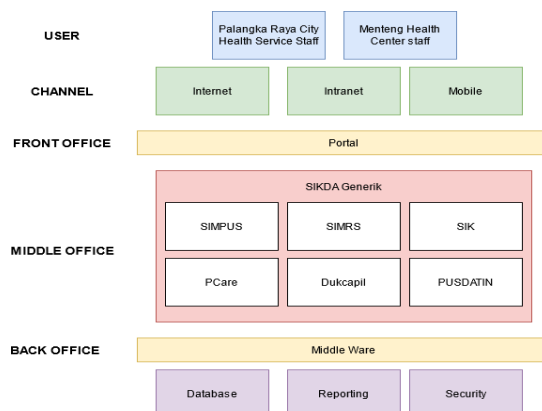 USER
Palangka Raya City
Health Service Staff
Menteng Health
Center staff
CHANNEL
Internet
Intranet
Mobile
FRONT OFFICE
Portal
MIDDLE OFFICE
SIKDA Generik
SIMPUS
SIMRS
SIK
PCare
Dukcapil
PUSDATIN
BACK OFFICE
Middle Ware
Database
Reporting
Security